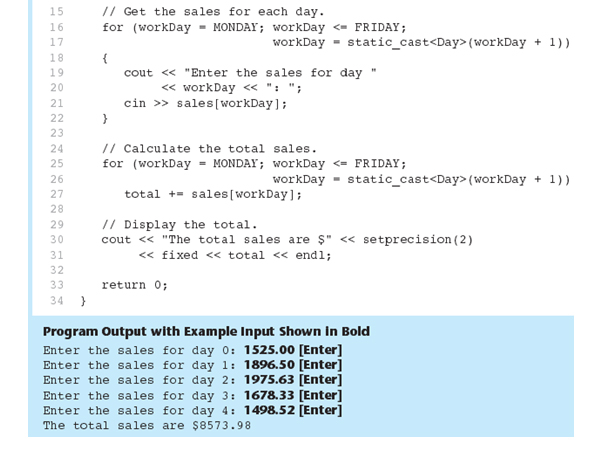 15 // Get the sales for each day.
16 for (workDay = MONDAY; workDay <= FRIDAY;
17 workDay = static_cast<Day>(workDay + 1))
18 {
19 cout << "Enter the sales for day "
20 << workDay << ": ";
21 cin >> sales[workDay];
22 }
23
24 // Calculate the total sales.
25 for (workDay = MONDAY; workDay <= FRIDAY;
26 workDay = static_cast<Day>(workDay + 1))
27 total += sales[workDay];
28
29 // Display the total.
30 cout << "The total sales are $" << setprecision(2)
31 << fixed << total << endl;
32
33 return 0;
34 }
Program Output with Example Input Shown in Bold
Enter the sales for day 0: 1525.00 [Enter]
Enter the sales for day 1: 1896.50 [Enter]
Enter the sales for day 2: 1975.63 [Enter]
Enter the sales for day 3: 1678.33 [Enter]
Enter the sales for day 4: 1498.52 [Enter]
The total sales are $8573.98